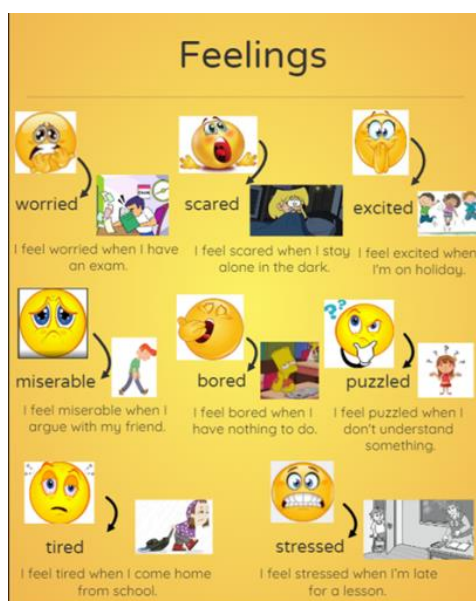 Feelings
worried
scared
excited
I feel worried when I have
an exam.
I feel scared when I stay
alone in the dark.
I feel excited when
I'm on holiday.
miserable
bored
puzzled
I feel miserable when I
argue with my friend.
I feel bored when I
have nothing to do.
I feel puzzled when I
don't understand
something.
tired
stressed
I feel tired when I come home
from school.
I feel stressed when I'm late
for a lesson.